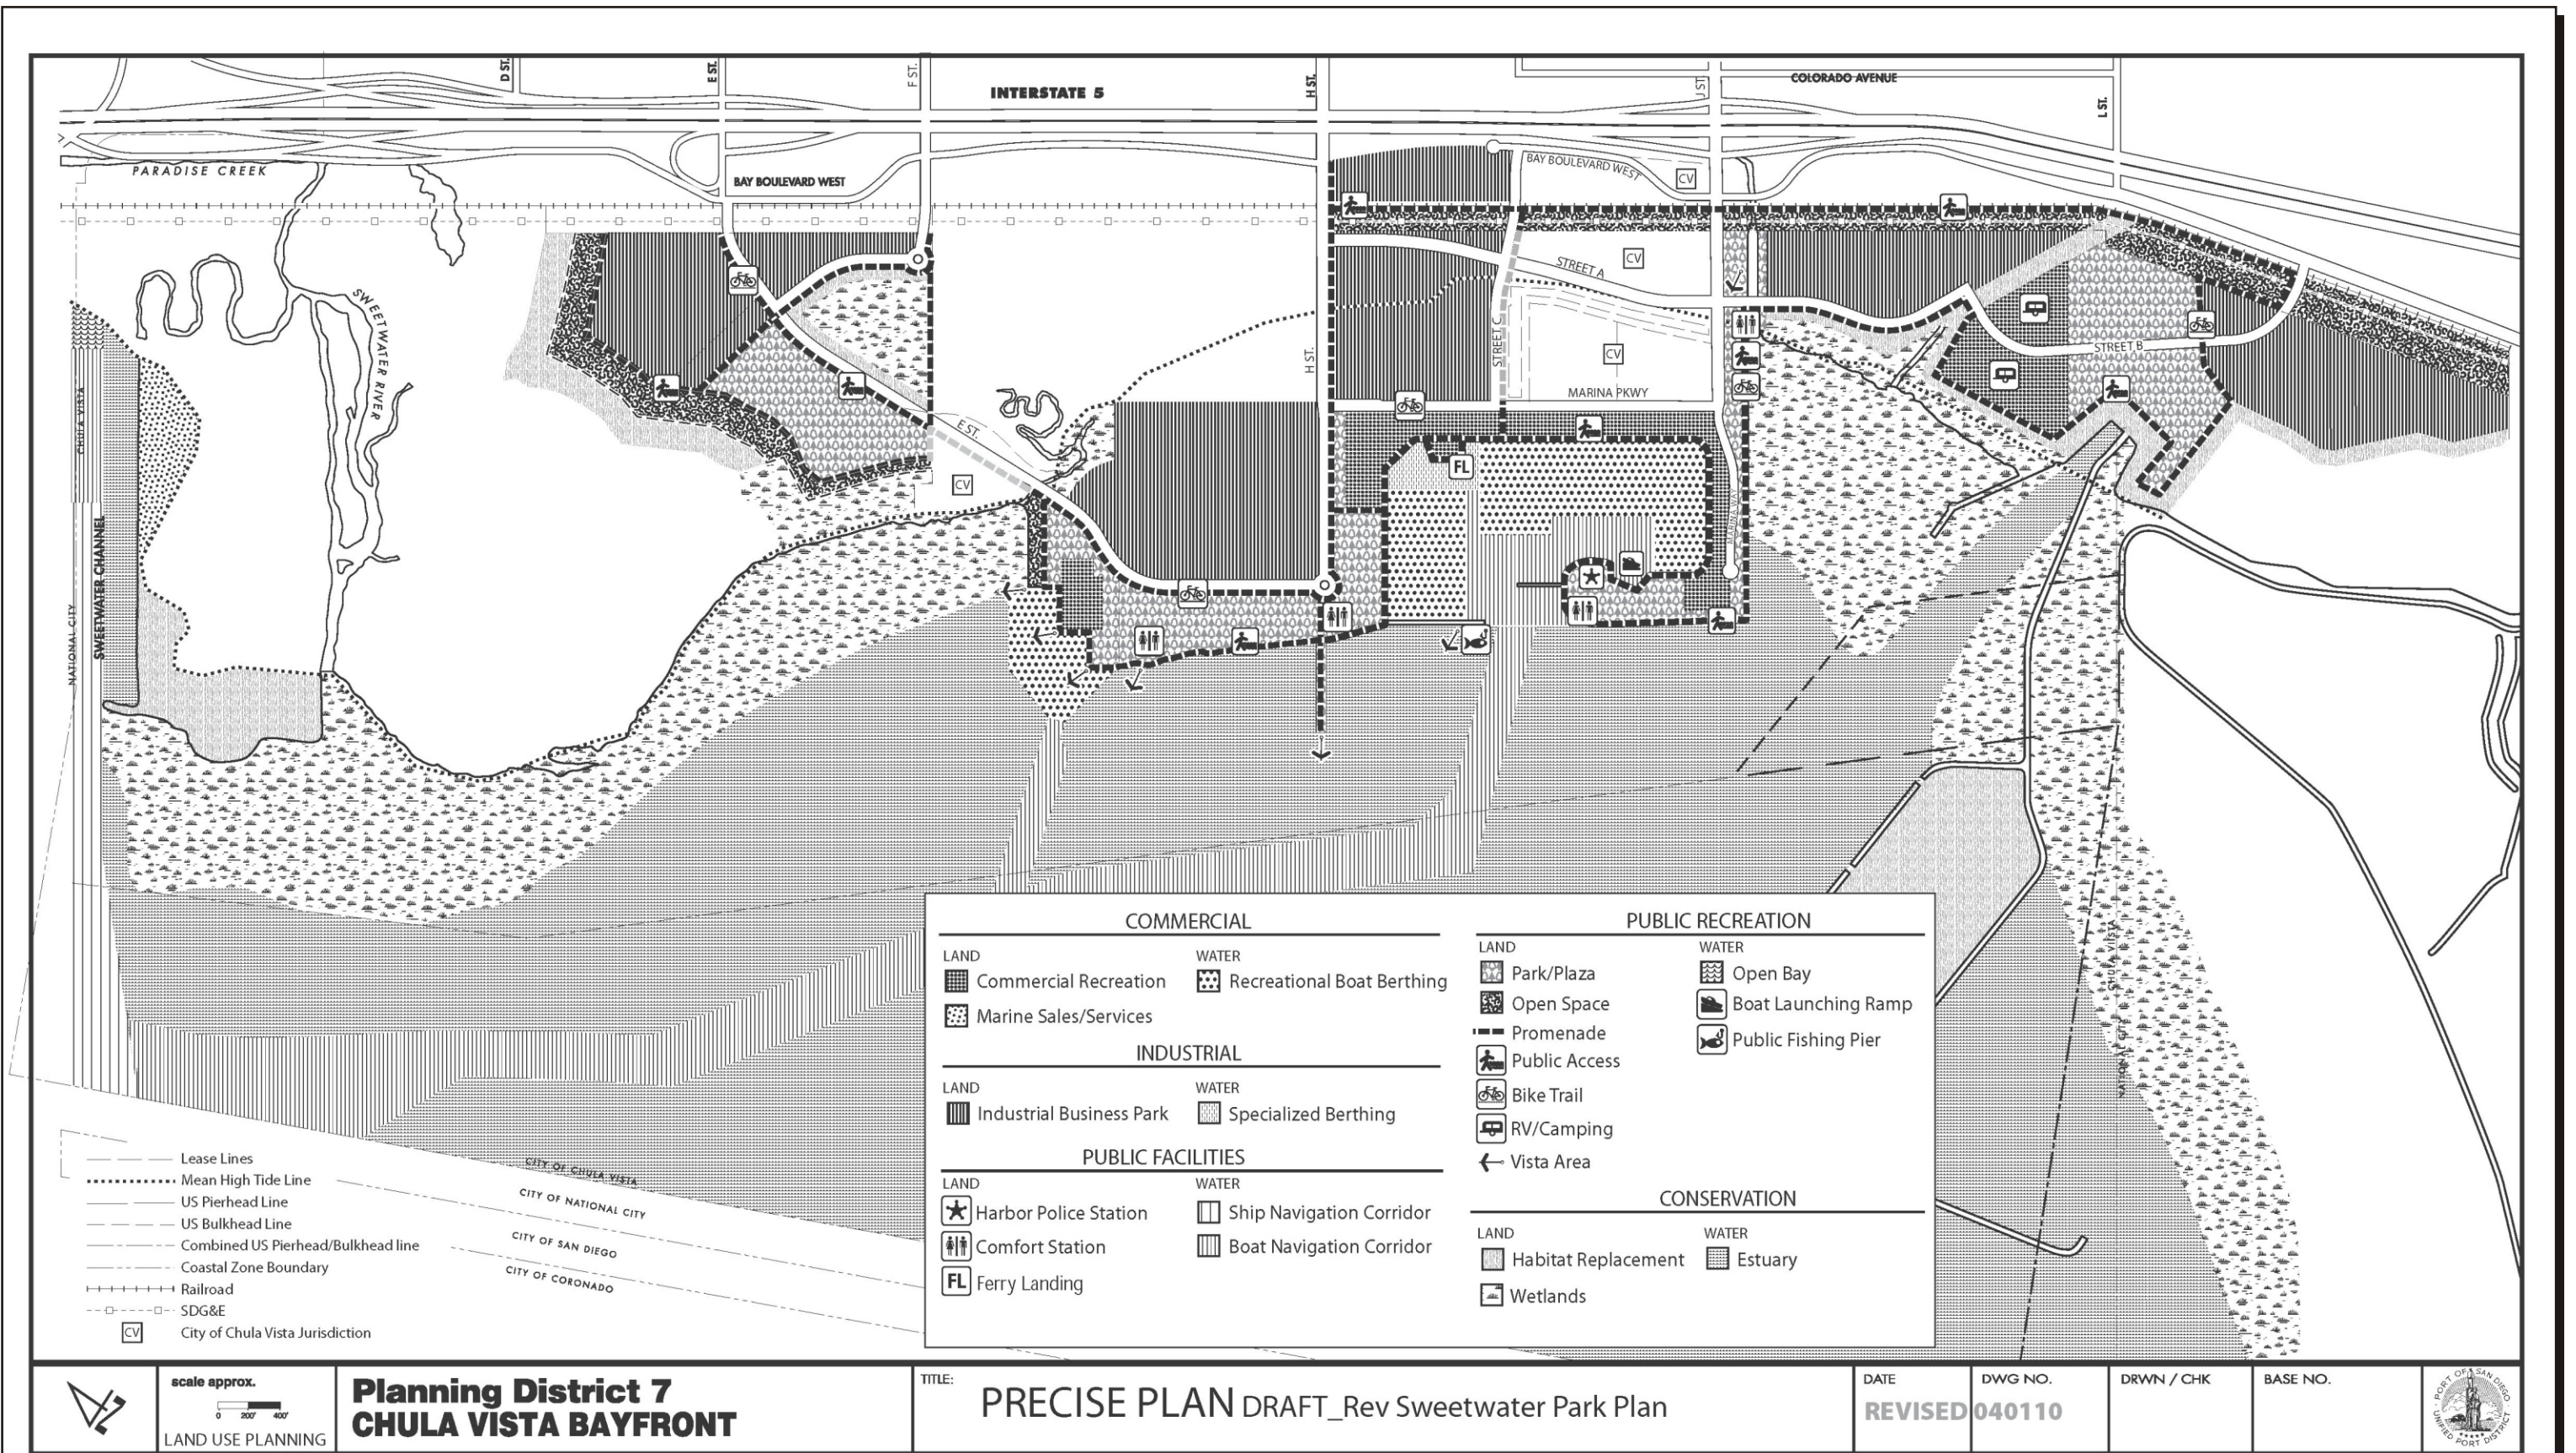 D ST.
E ST.
F ST.
INTERSTATE 5
H ST.
J ST.
COLORADO AVENUE
L ST.
PARADISE CREEK
BAY BOULEVARD WEST
BAY BOULEVARD WEST
CV
SWEETWATER RIVER
STREET A
CV
H ST.
STREET C
CV
STREET B
MARINA PKWY
CHULA VISTA
E ST.
CV
FL
MARINA WAY
SWEETWATER CHANNEL
NATIONAL CITY
CHULA VISTA
NATIONAL CITY
COMMERCIAL
LAND
WATER
Commercial Recreation
Recreational Boat Berthing
Marine Sales/Services
INDUSTRIAL
LAND
WATER
Industrial Business Park
Specialized Berthing
PUBLIC FACILITIES
LAND
WATER
Harbor Police Station
Ship Navigation Corridor
Comfort Station
Boat Navigation Corridor
FL Ferry Landing
PUBLIC RECREATION
LAND
WATER
Park/Plaza
Open Bay
Open Space
Boat Launching Ramp
Promenade
Public Fishing Pier
Public Access
Bike Trail
RV/Camping
Vista Area
CONSERVATION
LAND
WATER
Habitat Replacement
Estuary
Wetlands
Lease Lines
Mean High Tide Line
US Pierhead Line
US Bulkhead Line
Combined US Pierhead/Bulkhead line
Coastal Zone Boundary
Railroad
SDG&E
CV City of Chula Vista Jurisdiction
CITY OF CHULA VISTA
CITY OF NATIONAL CITY
CITY OF SAN DIEGO
CITY OF CORONADO
scale approx.
0 200' 400'
LAND USE PLANNING
Planning District 7
CHULA VISTA BAYFRONT
TITLE:
PRECISE PLAN DRAFT_Rev Sweetwater Park Plan
DATE
REVISED
DWG NO.
040110
DRWN / CHK
BASE NO.
PORT OF SAN DIEGO
UNIFIED PORT DISTRICT